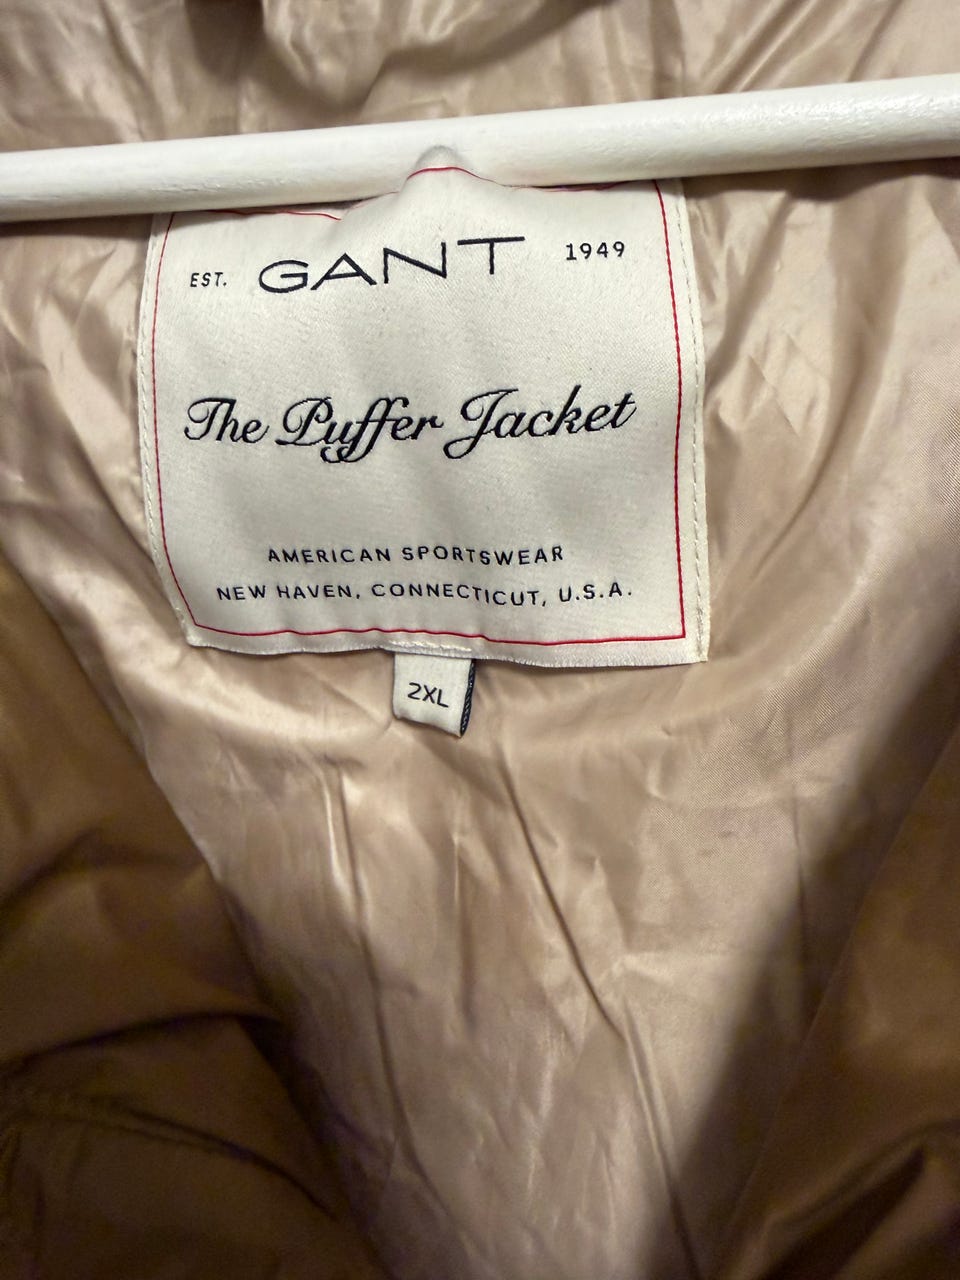 EST. GANT 1949
The Puffer Jacket
AMERICAN SPORTSWEAR
NEW HAVEN, CONNECTICUT, U.S.A.
2XL